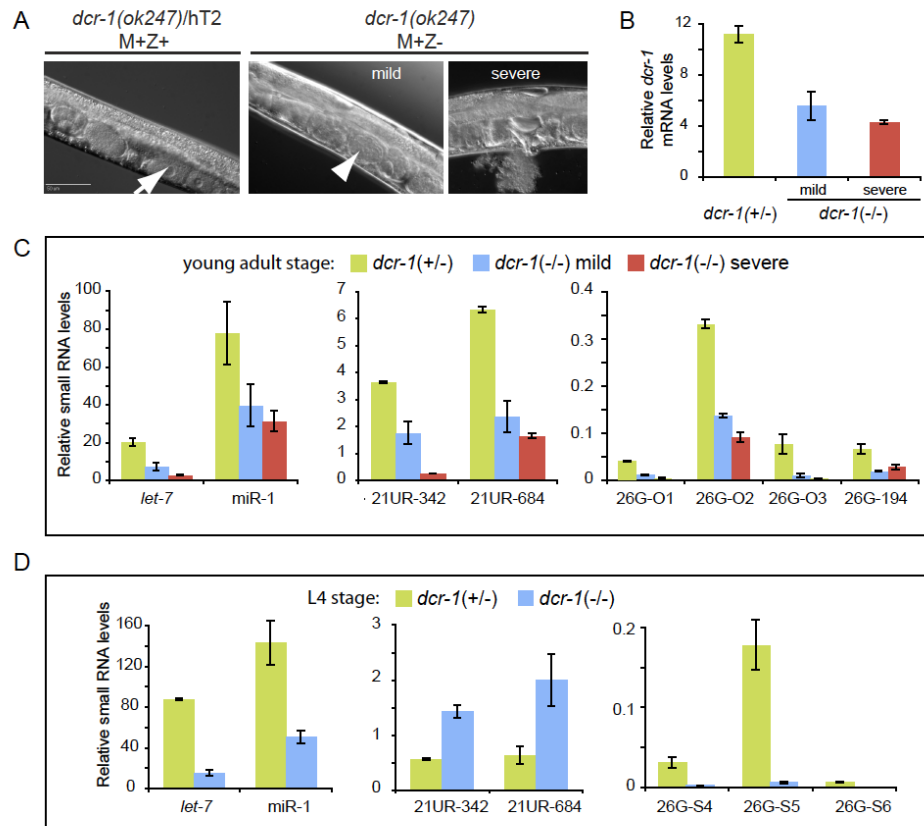 A
dcr-1(ok247)/hT2
M+Z+
dcr-1(ok247)
M+Z-
mild
severe
B
Relative dcr-1
mRNA levels
12
8
4
0
mild
severe
dcr-1(+/-)
dcr-1(-/-)
C
young adult stage: dcr-1(+/-) dcr-1(-/-) mild dcr-1(-/-) severe
Relative small RNA levels
100
80
60
40
20
0
let-7
miR-1
7
6
5
4
3
2
1
0
21UR-342
21UR-684
0.4
0.3
0.2
0.1
0
26G-O1
26G-O2
26G-O3
26G-194
D
L4 stage: dcr-1(+/-) dcr-1(-/-)
Relative small RNA levels
160
120
80
40
0
let-7
miR-1
3
2
1
0
21UR-342
21UR-684
0.2
0.1
0
26G-S4
26G-S5
26G-S6